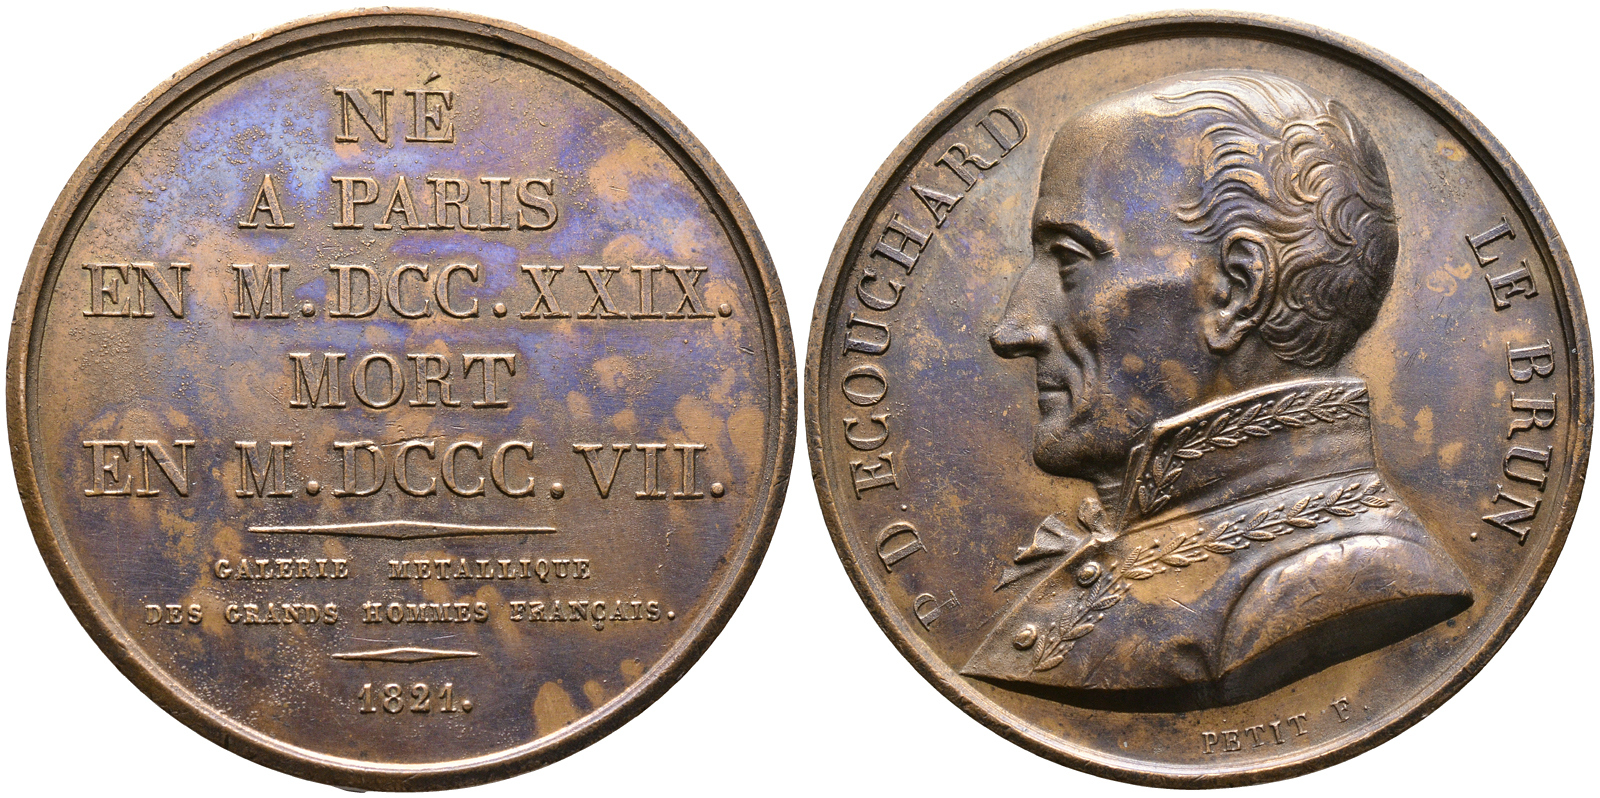 NÉ
A PARIS
EN M.DCC.XXIX.
MORT
EN M.DCCC.VII.
GALERIE METALLIQUE
DES GRANDS HOMMES FRANÇAIS.
1821.
P. D. ECOUCHARD LE BRUN.
PETIT F.